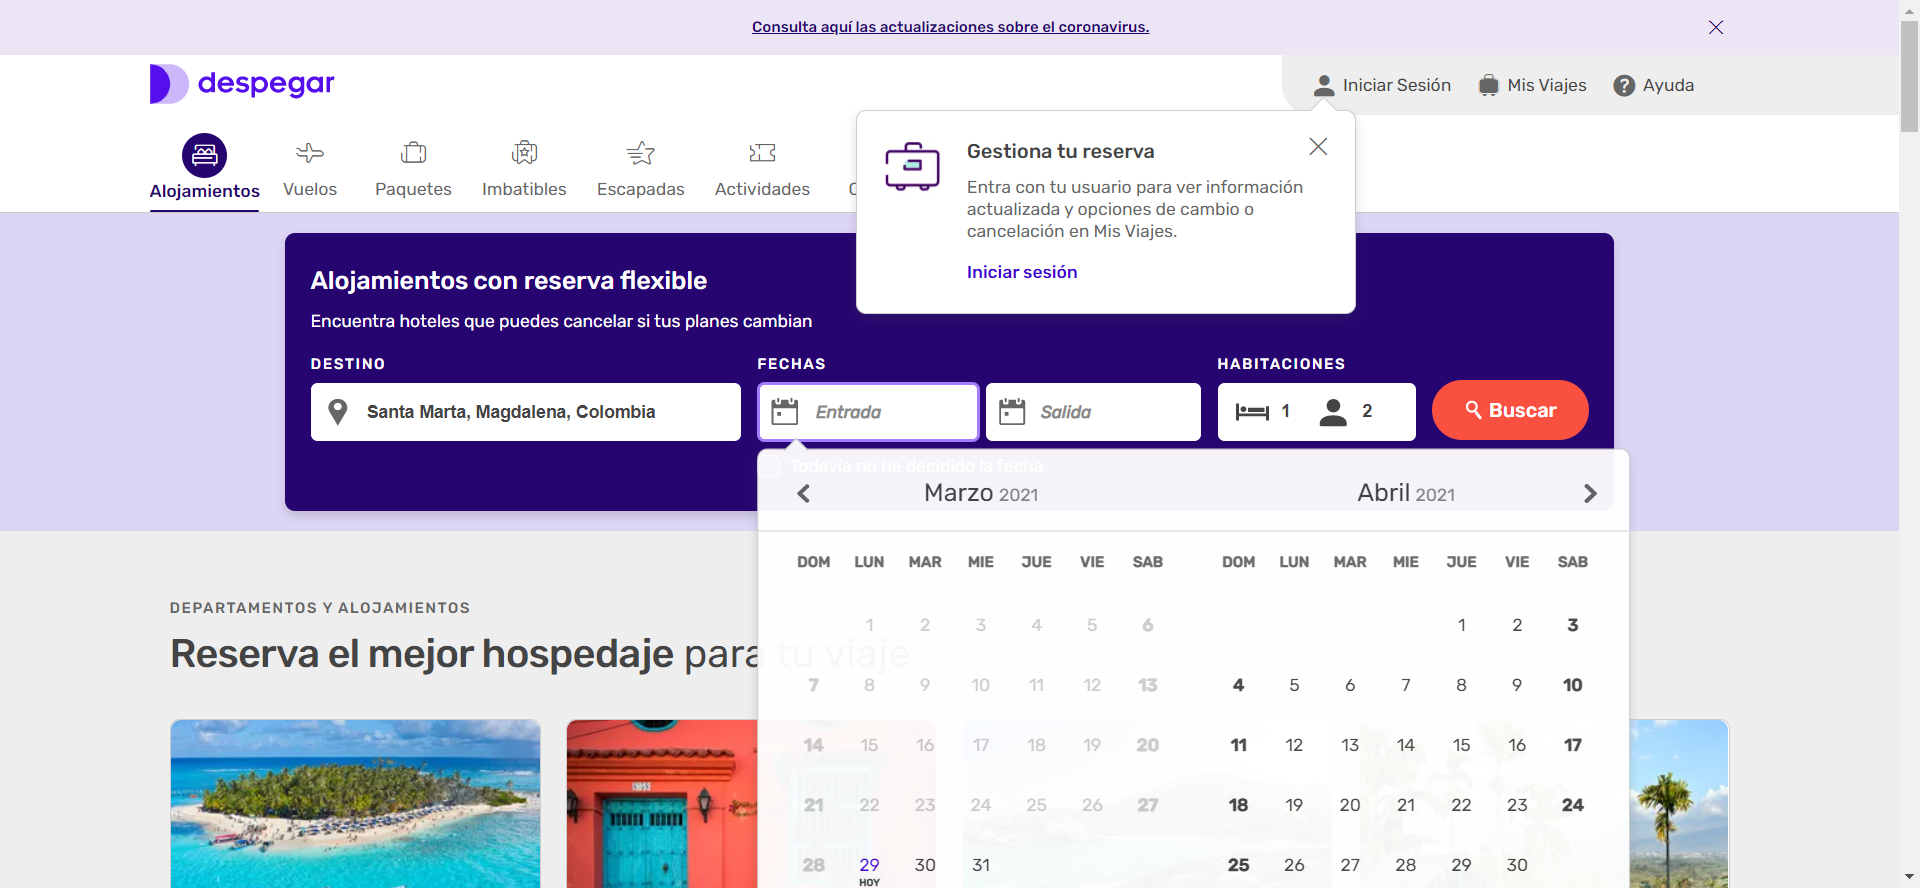 Consulta aquí las actualizaciones sobre el coronavirus.
despegar
Iniciar Sesión
Mis Viajes
? Ayuda
Alojamientos
Vuelos
Paquetes
Imbatibles
Escapadas
Actividades
Gestiona tu reserva
Entra con tu usuario para ver información
actualizada y opciones de cambio o
cancelación en Mis Viajes.
Iniciar sesión
Alojamientos con reserva flexible
Encuentra hoteles que puedes cancelar si tus planes cambian
DESTINO
FECHAS
HABITACIONES
Santa Marta, Magdalena, Colombia
Entrada
Salida
1
2
Buscar
Todavía no he decidido la fecha
Marzo 2021
Abril 2021
DOM LUN MAR MIE JUE VIE SAB
1 2 3 4 5 6
7 8 9 10 11 12 13
14 15 16 17 18 19 20
21 22 23 24 25 26 27
28 29 30 31
HOY
DOM LUN MAR MIE JUE VIE SAB
1 2 3
4 5 6 7 8 9 10
11 12 13 14 15 16 17
18 19 20 21 22 23 24
25 26 27 28 29 30
DEPARTAMENTOS Y ALOJAMIENTOS
Reserva el mejor hospedaje para tu viaje